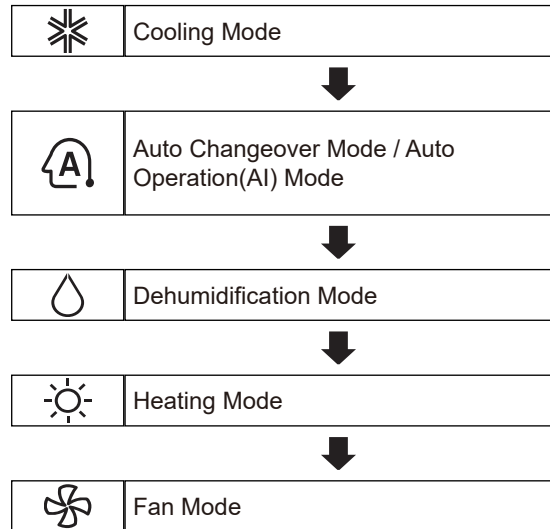 Cooling Mode
A
Auto Changeover Mode / Auto
Operation(AI) Mode
Dehumidification Mode
Heating Mode
Fan Mode